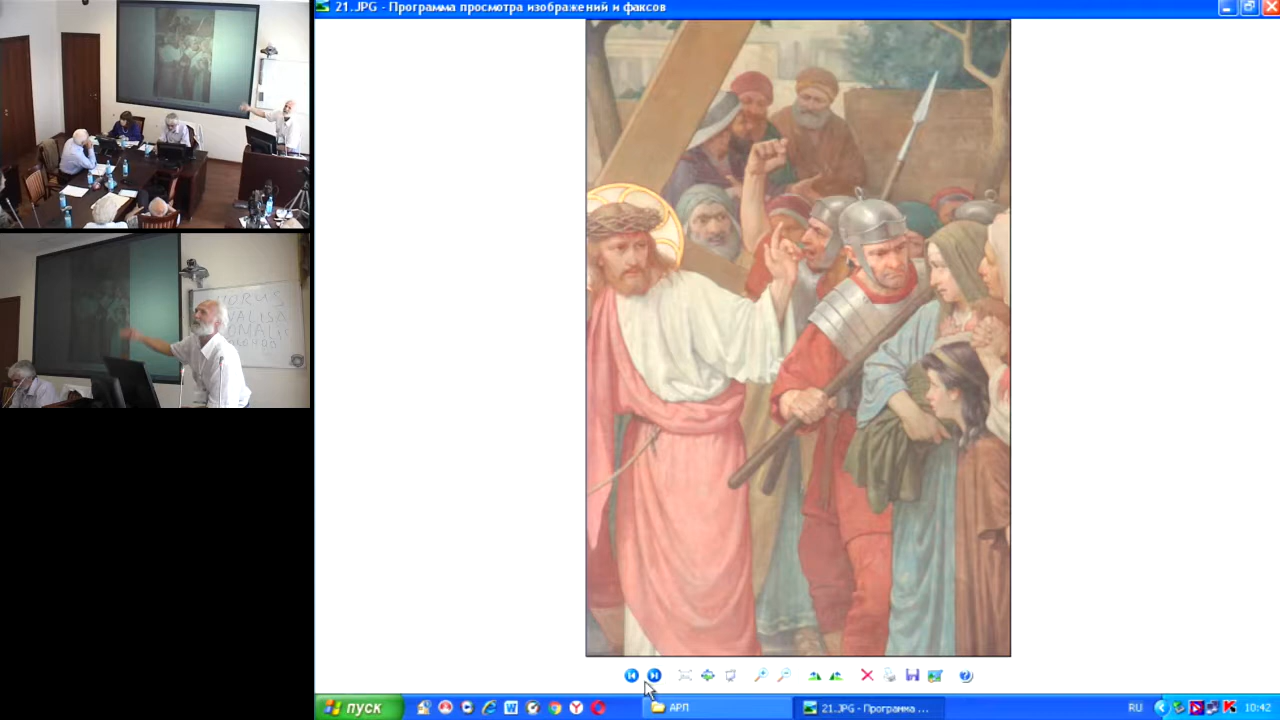 21.JPG - Программа просмотра изображений и факсов
пуск
АРП
21.JPG - Программа ...
RU
10:42